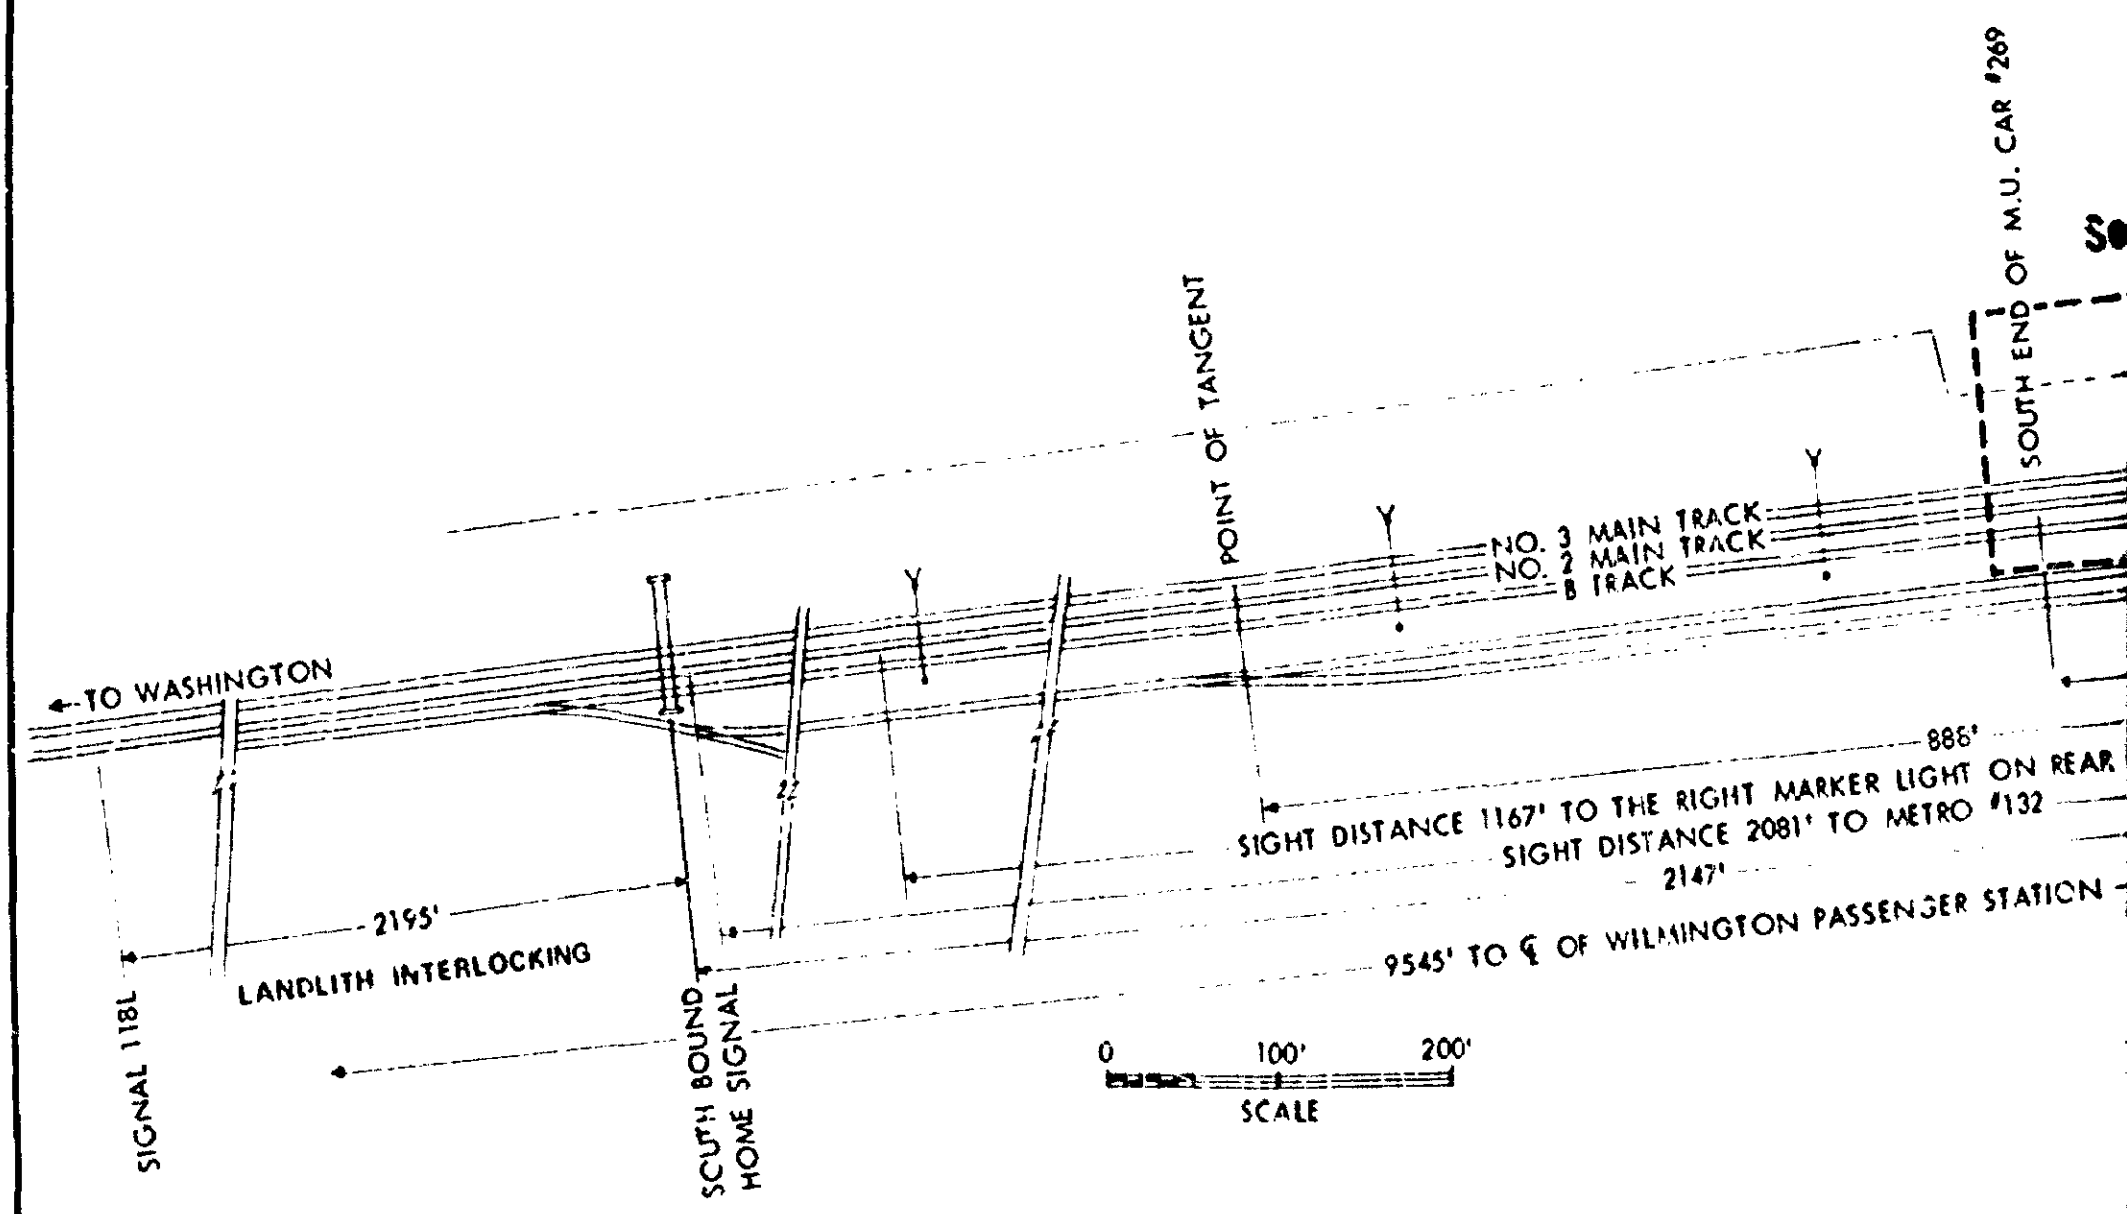 SOUTH END OF M.U. CAR #269
POINT OF TANGENT
NO. 3 MAIN TRACK
NO. 2 MAIN TRACK
B TRACK
TO WASHINGTON
SIGHT DISTANCE 1167' TO THE RIGHT MARKER LIGHT ON REAR
SIGHT DISTANCE 2081' TO METRO #132
2147'
2195'
LANDLITH INTERLOCKING
9545' TO ℄ OF WILMINGTON PASSENGER STATION
SIGNAL 118L
SOUTH BOUND
HOME SIGNAL
0 100' 200'
SCALE